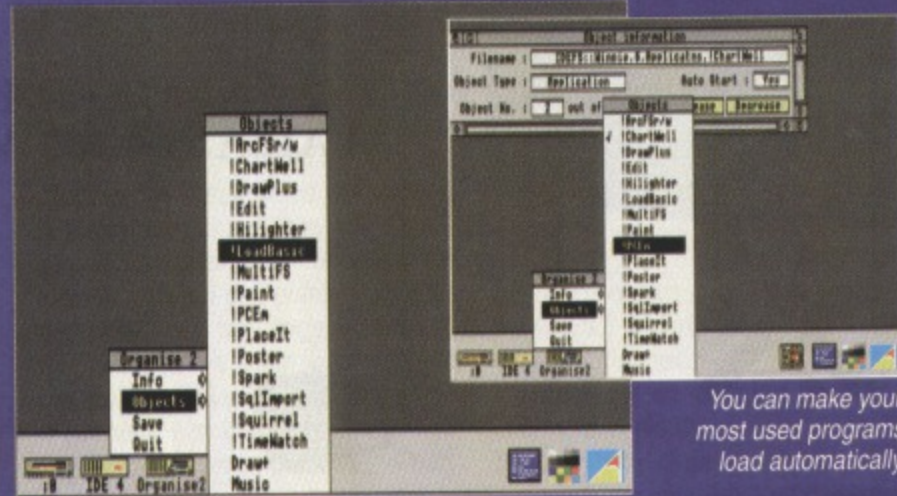 Objects
!ArcFSr/w
!ChartWell
!DrawPlus
!Edit
!Hilighter
!LoadBasic
!MultiFS
!Paint
!PCEm
!PlaceIt
!Poster
!Spark
!SqlImport
!Squirrel
!TimeWatch
Draw+
Music
Organise 2
Info
Objects
Save
Quit
:0 IDE 4 Organise2
Object information
Filename :
Object Type : Application Auto Start : Yes
Object No. : out of Decrease
Objects
!ArcFSr/w
!ChartWell
!DrawPlus
!Edit
!Hilighter
!LoadBasic
!MultiFS
!Paint
!PCEm
!PlaceIt
!Poster
!Spark
!SqlImport
!Squirrel
!TimeWatch
Draw+
Music
Organise 2
Info
Objects
Save
Quit
:0 IDE 4 Organise2
You can make your
most used programs
load automatically